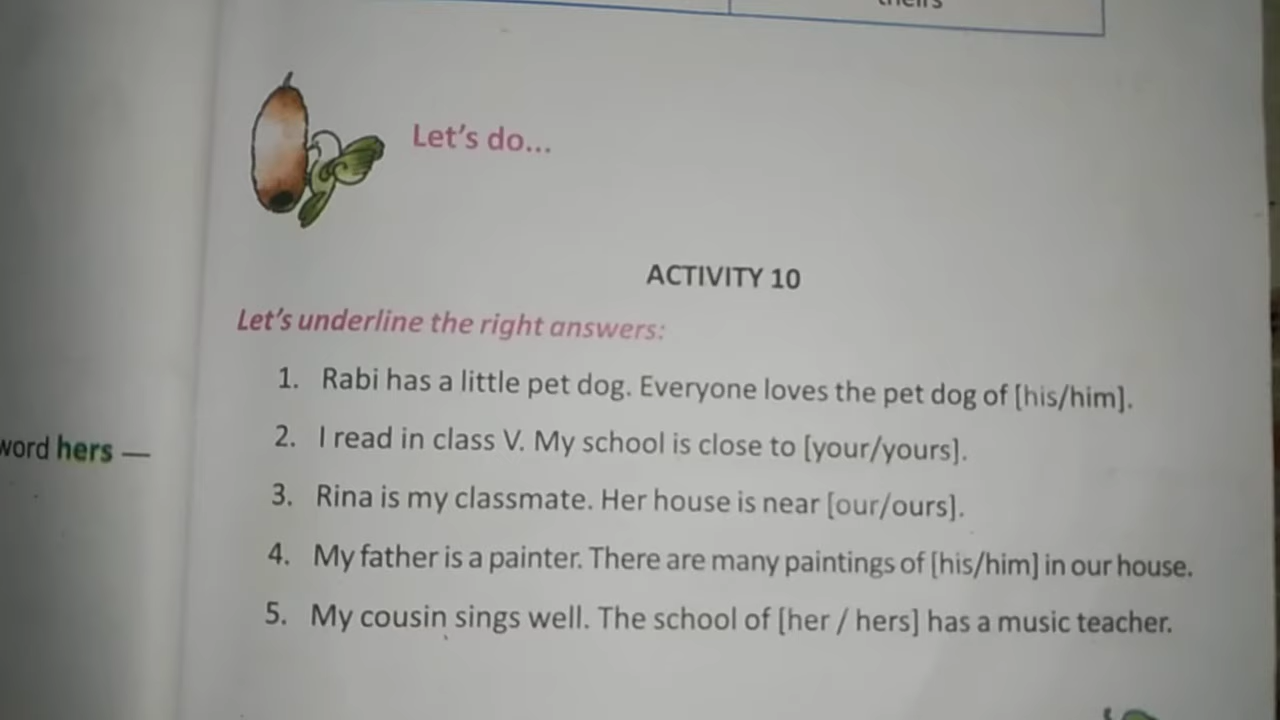 theirs
Let's do...
ACTIVITY 10
Let's underline the right answers:
1. Rabi has a little pet dog. Everyone loves the pet dog of [his/him].
2. I read in class V. My school is close to [your/yours].
3. Rina is my classmate. Her house is near [our/ours].
word hers —
4. My father is a painter. There are many paintings of [his/him] in our house.
5. My cousin sings well. The school of [her / hers] has a music teacher.